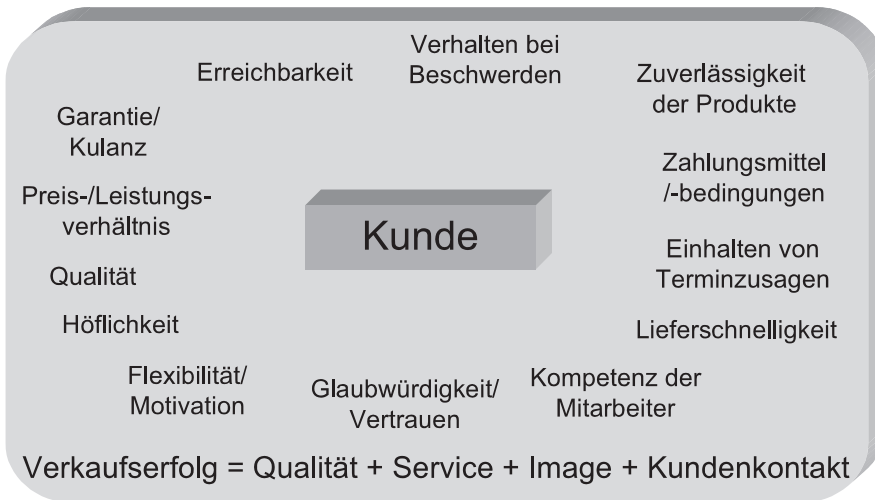 Erreichbarkeit
Verhalten bei
Beschwerden
Zuverlässigkeit
der Produkte
Garantie/
Kulanz
Zahlungsmittel
/-bedingungen
Preis-/Leistungs-
verhältnis
Kunde
Einhalten von
Terminzusagen
Qualität
Höflichkeit
Lieferschnelligkeit
Flexibilität/
Motivation
Glaubwürdigkeit/
Vertrauen
Kompetenz der
Mitarbeiter
Verkaufserfolg = Qualität + Service + Image + Kundenkontakt